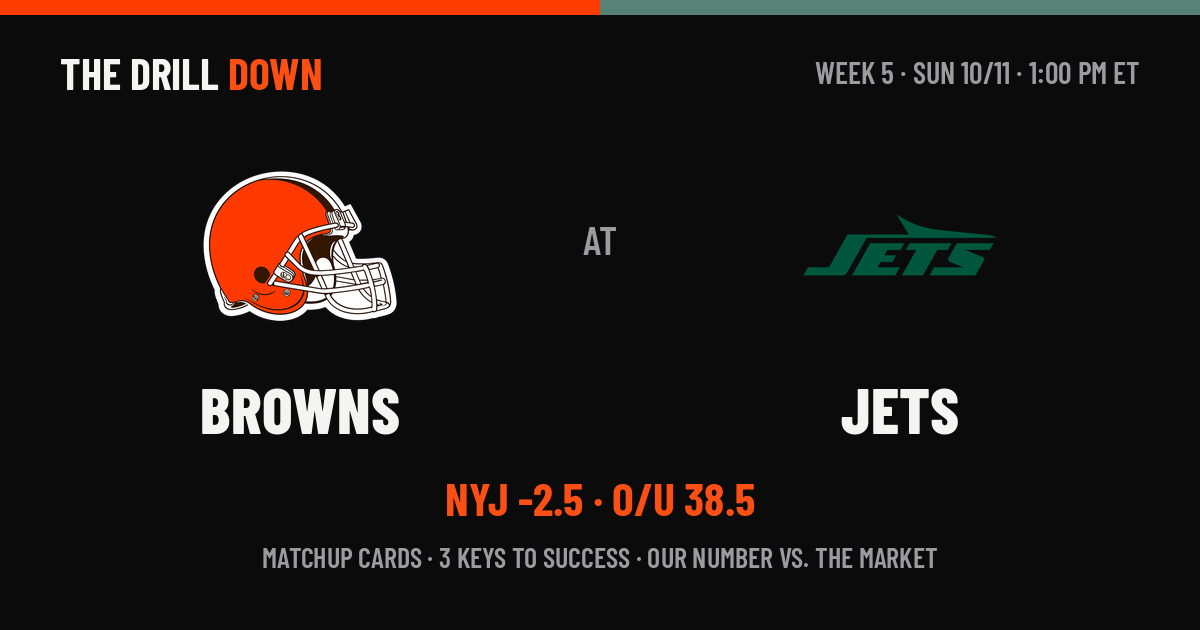 THE DRILL DOWN
WEEK 5 · SUN 10/11 · 1:00 PM ET
AT
JETS
BROWNS
JETS
NYJ -2.5 · O/U 38.5
MATCHUP CARDS · 3 KEYS TO SUCCESS · OUR NUMBER VS. THE MARKET